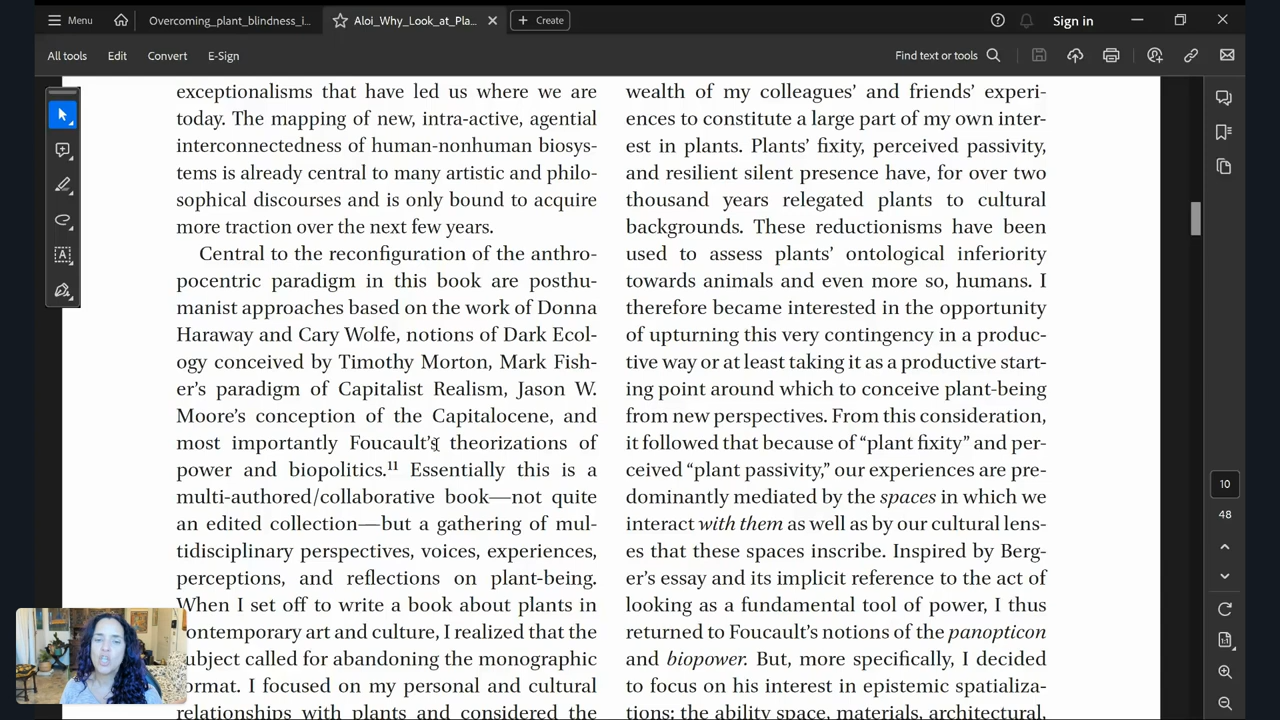 Menu
Overcoming_plant_blindness_i...
Aloi_Why_Look_at_Pla...
Create
Sign in
All tools
Edit
Convert
E-Sign
Find text or tools
exceptionalisms that have led us where we are
today. The mapping of new, intra-active, agential
interconnectedness of human-nonhuman biosys-
tems is already central to many artistic and philo-
sophical discourses and is only bound to acquire
more traction over the next few years.
Central to the reconfiguration of the anthro-
pocentric paradigm in this book are posthu-
manist approaches based on the work of Donna
Haraway and Cary Wolfe, notions of Dark Ecol-
ogy conceived by Timothy Morton, Mark Fish-
er's paradigm of Capitalist Realism, Jason W.
Moore's conception of the Capitalocene, and
most importantly Foucault's theorizations of
power and biopolitics.¹¹ Essentially this is a
multi-authored/collaborative book—not quite
an edited collection—but a gathering of mul-
tidisciplinary perspectives, voices, experiences,
perceptions, and reflections on plant-being.
When I set off to write a book about plants in
contemporary art and culture, I realized that the
subject called for abandoning the monographic
format. I focused on my personal and cultural
relationships with plants and considered the
wealth of my colleagues' and friends' experi-
ences to constitute a large part of my own inter-
est in plants. Plants' fixity, perceived passivity,
and resilient silent presence have, for over two
thousand years relegated plants to cultural
backgrounds. These reductionisms have been
used to assess plants' ontological inferiority
towards animals and even more so, humans. I
therefore became interested in the opportunity
of upturning this very contingency in a produc-
tive way or at least taking it as a productive start-
ing point around which to conceive plant-being
from new perspectives. From this consideration,
it followed that because of "plant fixity" and per-
ceived "plant passivity," our experiences are pre-
dominantly mediated by the spaces in which we
interact with them as well as by our cultural lens-
es that these spaces inscribe. Inspired by Berg-
er's essay and its implicit reference to the act of
looking as a fundamental tool of power, I thus
returned to Foucault's notions of the panopticon
and biopower. But, more specifically, I decided
to focus on his interest in epistemic spatializa-
tions: the ability space, materials, architectural,
10
48